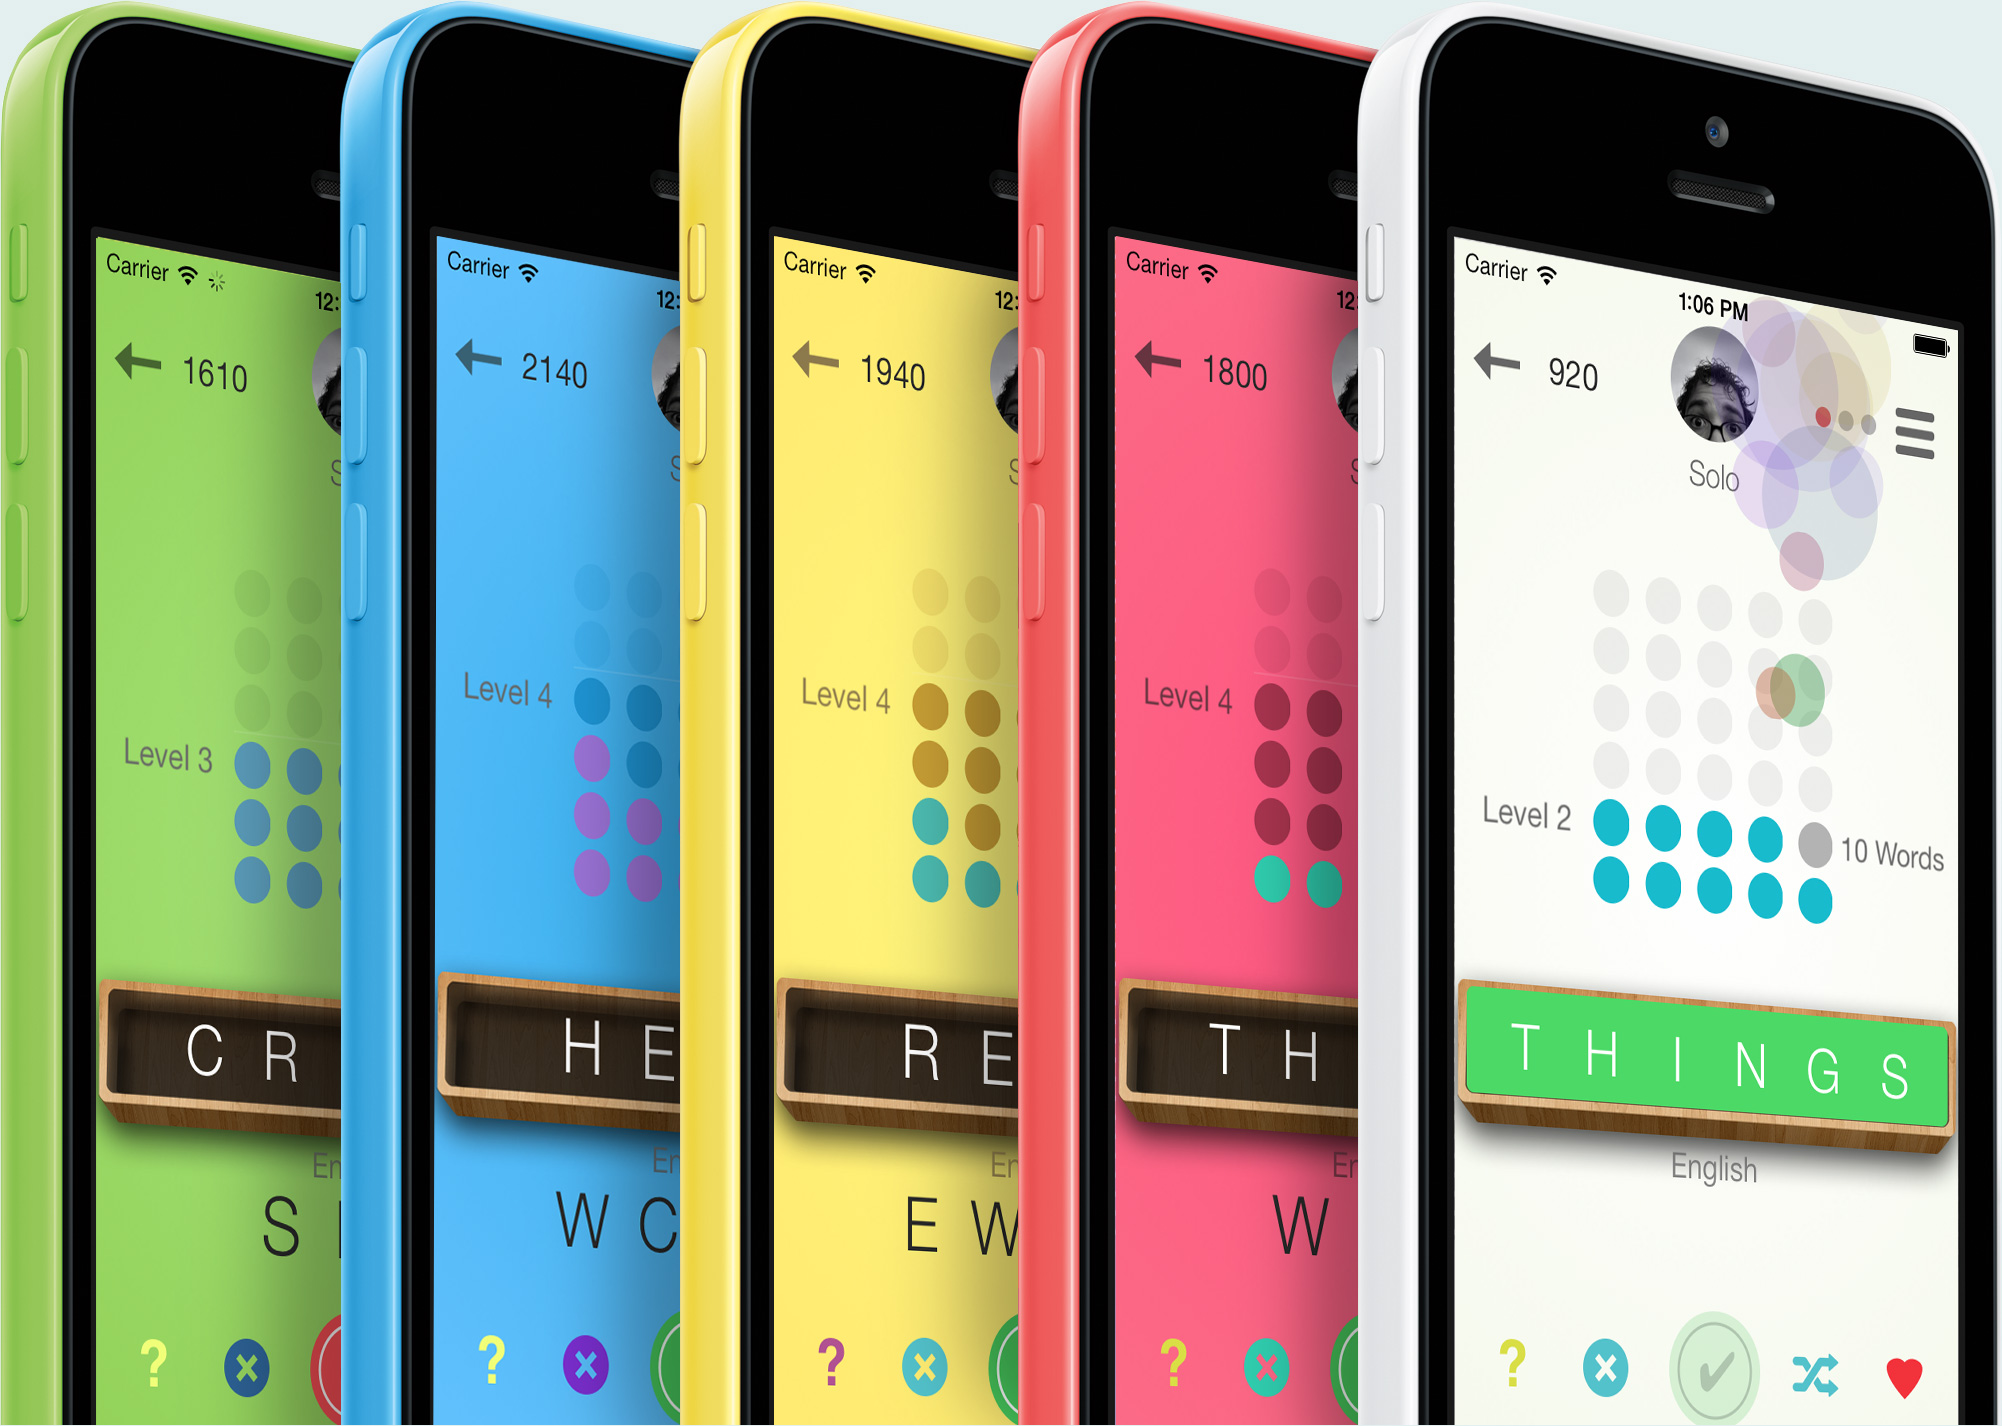 Carrier
12:
1610
Level 3
C R
En
S
?
Carrier
12:
2140
S
Level 4
H E
En
W C
?
Carrier
12:
1940
S
Level 4
R E
En
E W
?
Carrier
12:
1800
S
Level 4
T H
En
W
?
Carrier
1:06 PM
920
Solo
Level 2
10 Words
T H I N G S
English
?